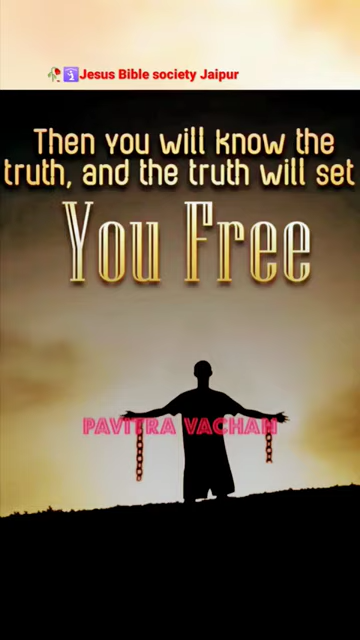 🥀🛐Jesus Bible society Jaipur
Then you will know the
truth, and the truth will set
You Free
PAVITRA VACHAN